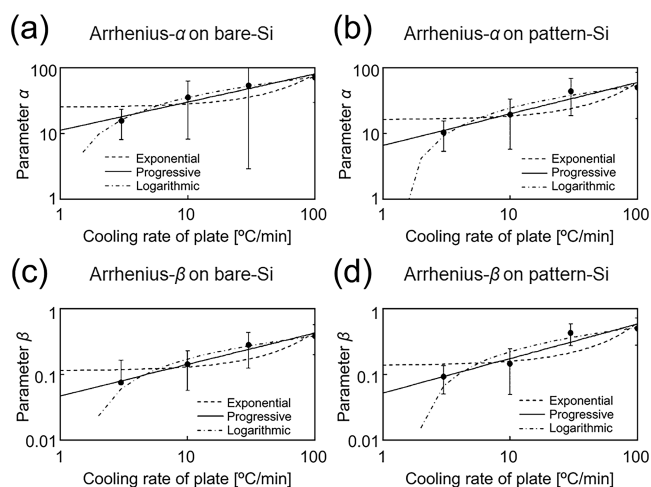 (a) Arrhenius-α on bare-Si
100
10
1
Parameter α
Exponential
Progressive
Logarithmic
1 10 100
Cooling rate of plate [ºC/min]
(b) Arrhenius-α on pattern-Si
100
10
1
Parameter α
Exponential
Progressive
Logarithmic
1 10 100
Cooling rate of plate [ºC/min]
(c) Arrhenius-β on bare-Si
1
0.1
0.01
Parameter β
Exponential
Progressive
Logarithmic
1 10 100
Cooling rate of plate [ºC/min]
(d) Arrhenius-β on pattern-Si
1
0.1
0.01
Parameter β
Exponential
Progressive
Logarithmic
1 10 100
Cooling rate of plate [ºC/min]